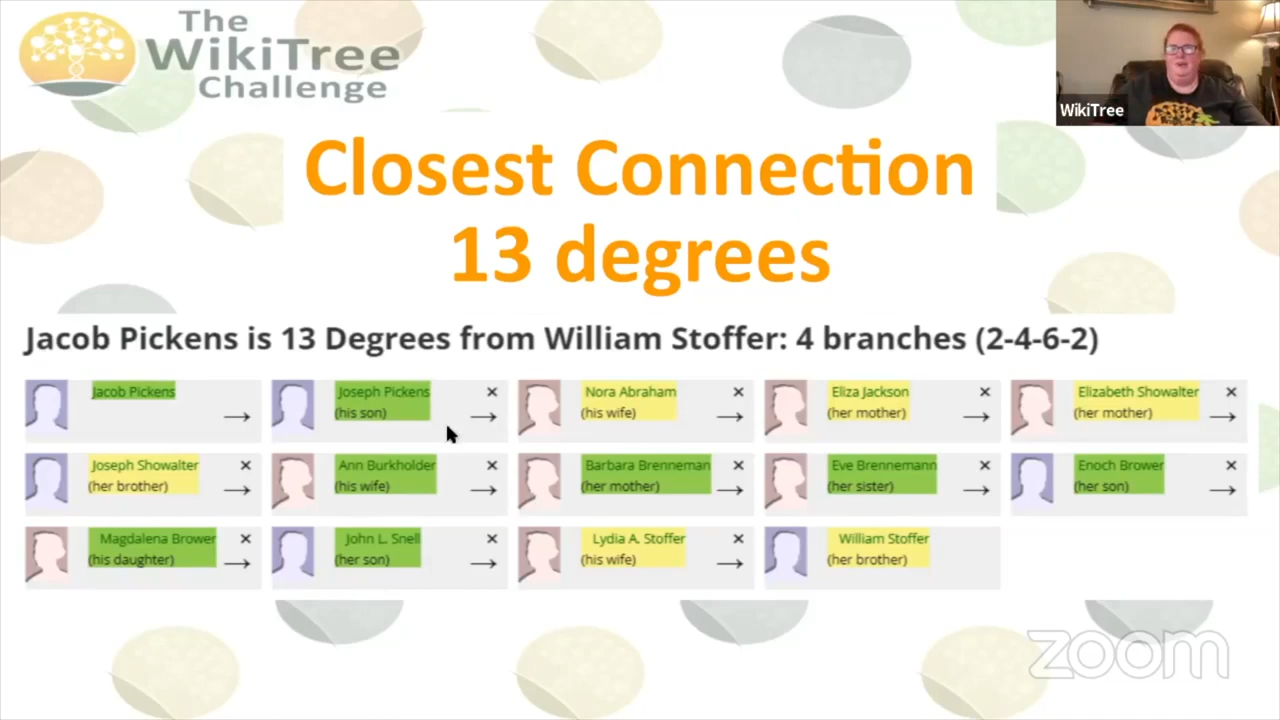 The
WikiTree
Challenge
WikiTree
Closest Connection
13 degrees
Jacob Pickens is 13 Degrees from William Stoffer: 4 branches (2-4-6-2)
Jacob Pickens
→
Joseph Pickens
(his son)
×
→
Nora Abraham
(his wife)
×
→
Eliza Jackson
(her mother)
×
→
Elizabeth Showalter
(her mother)
×
→
Joseph Showalter
(her brother)
×
→
Ann Burkholder
(his wife)
×
→
Barbara Brenneman
(her mother)
×
→
Eve Brennemann
(her sister)
×
→
Enoch Brower
(her son)
×
→
Magdalena Brower
(his daughter)
×
→
John L. Snell
(her son)
×
→
Lydia A. Stoffer
(his wife)
×
→
William Stoffer
(her brother)
zoom